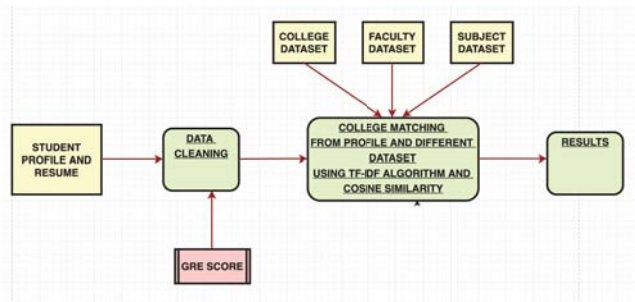 COLLEGE
DATASET
FACULTY
DATASET
SUBJECT
DATASET
STUDENT
PROFILE AND
RESUME
DATA
CLEANING
COLLEGE MATCHING
FROM PROFILE AND DIFFERENT
DATASET
USING TF-IDF ALGORITHM AND
COSINE SIMILARITY
RESULTS
GRE SCORE